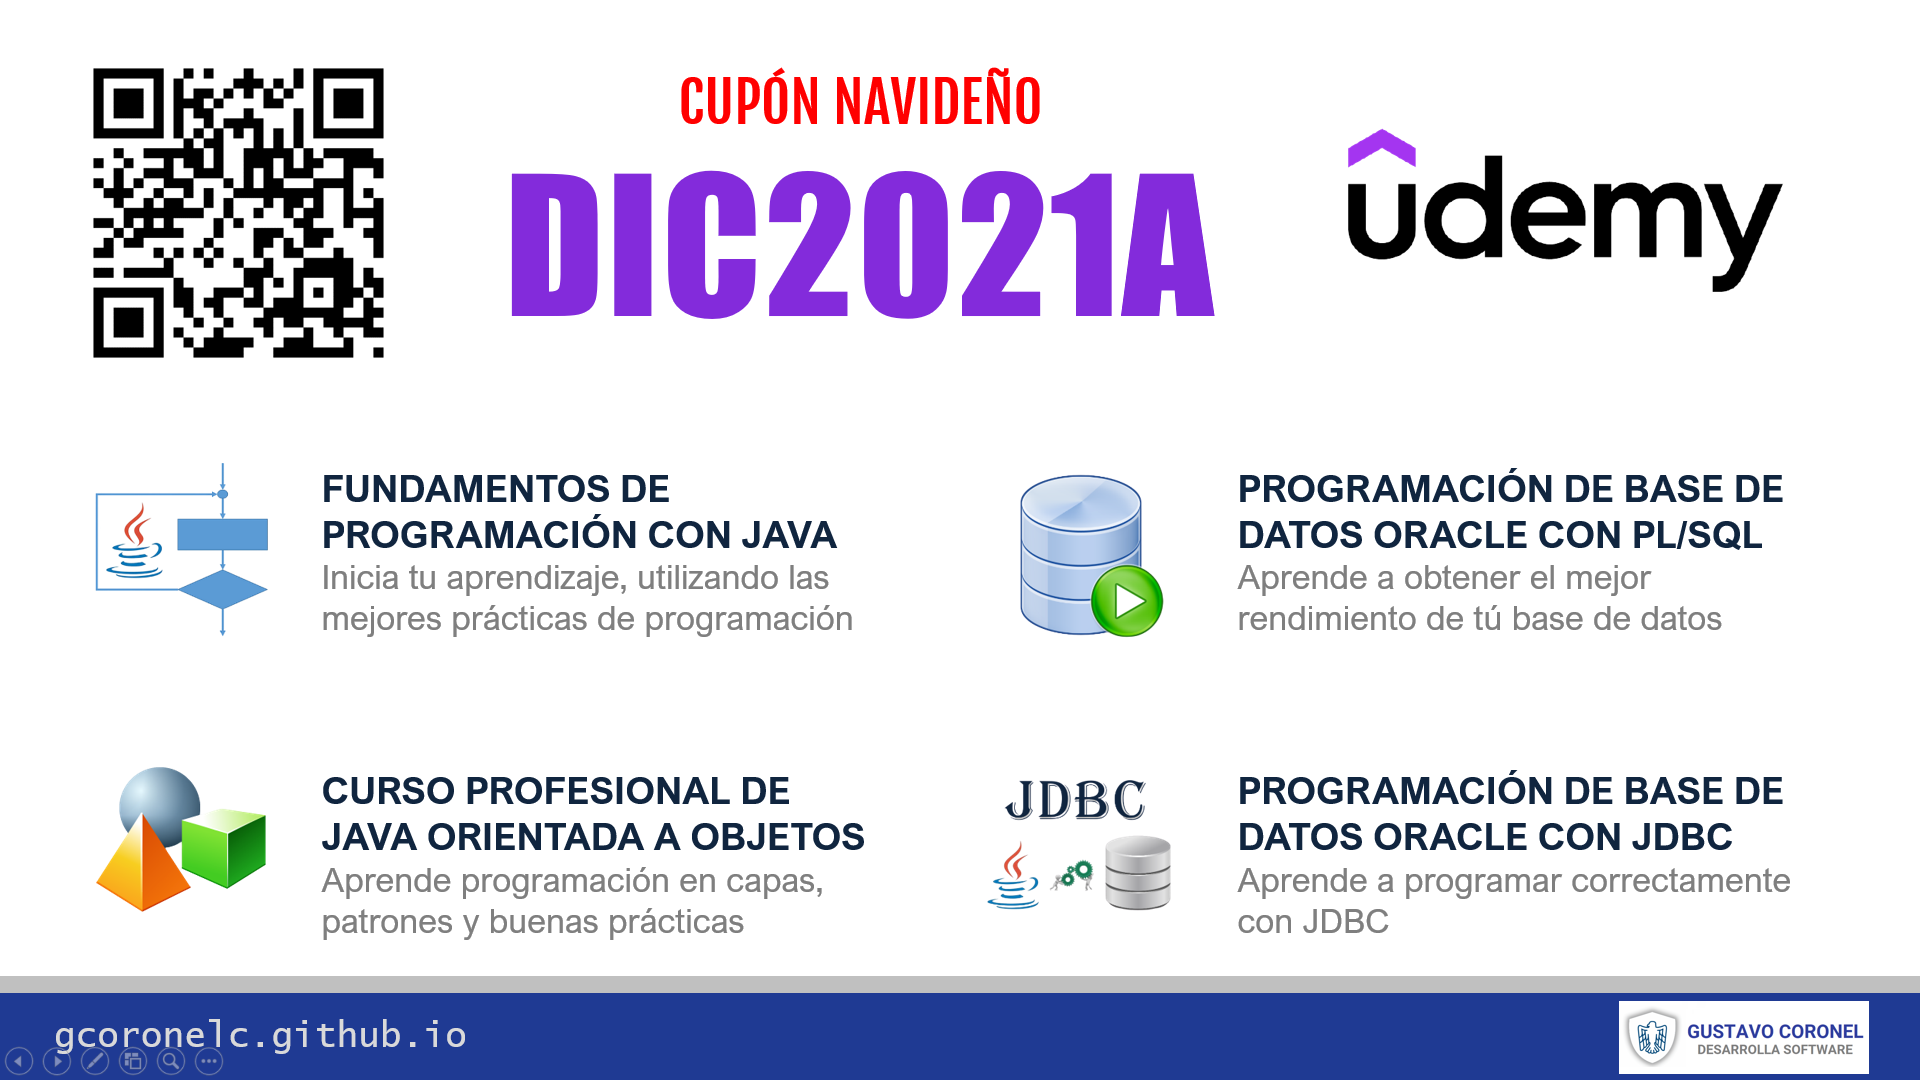 CUPÓN NAVIDEÑO
DIC2021A
udemy
FUNDAMENTOS DE
PROGRAMACIÓN CON JAVA
Inicia tu aprendizaje, utilizando las
mejores prácticas de programación
PROGRAMACIÓN DE BASE DE
DATOS ORACLE CON PL/SQL
Aprende a obtener el mejor
rendimiento de tú base de datos
CURSO PROFESIONAL DE
JAVA ORIENTADA A OBJETOS
Aprende programación en capas,
patrones y buenas prácticas
JDBC
PROGRAMACIÓN DE BASE DE
DATOS ORACLE CON JDBC
Aprende a programar correctamente
con JDBC
gcoronelc.github.io
GUSTAVO CORONEL
DESARROLLA SOFTWARE